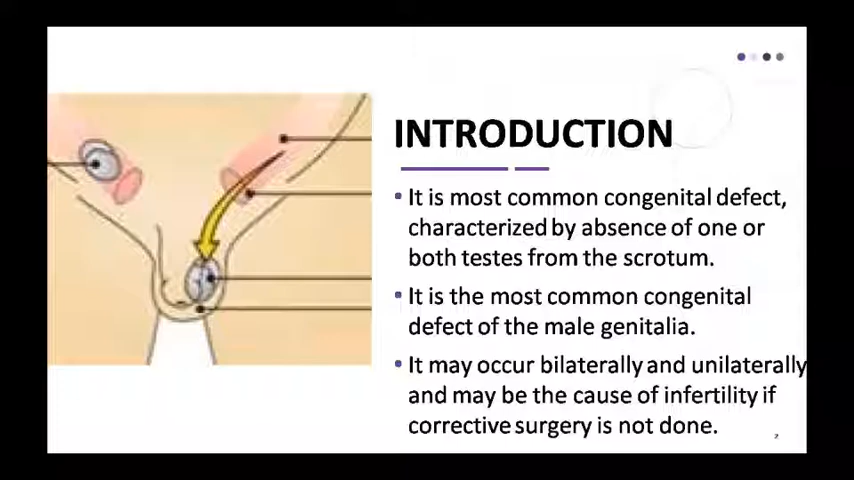 INTRODUCTION
• It is most common congenital defect,
characterized by absence of one or
both testes from the scrotum.
• It is the most common congenital
defect of the male genitalia.
• It may occur bilaterally and unilaterally
and may be the cause of infertility if
corrective surgery is not done.
2